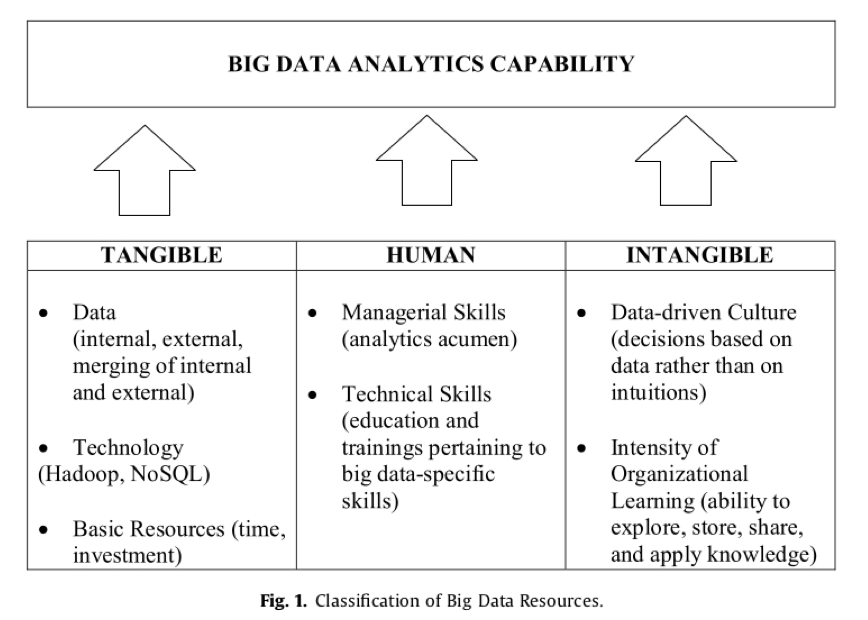 BIG DATA ANALYTICS CAPABILITY
TANGIBLE
• Data
(internal, external,
merging of internal
and external)
• Technology
(Hadoop, NoSQL)
• Basic Resources (time,
investment)
HUMAN
• Managerial Skills
(analytics acumen)
• Technical Skills
(education and
trainings pertaining to
big data-specific
skills)
INTANGIBLE
• Data-driven Culture
(decisions based on
data rather than on
intuitions)
• Intensity of
Organizational
Learning (ability to
explore, store, share,
and apply knowledge)
Fig. 1. Classification of Big Data Resources.